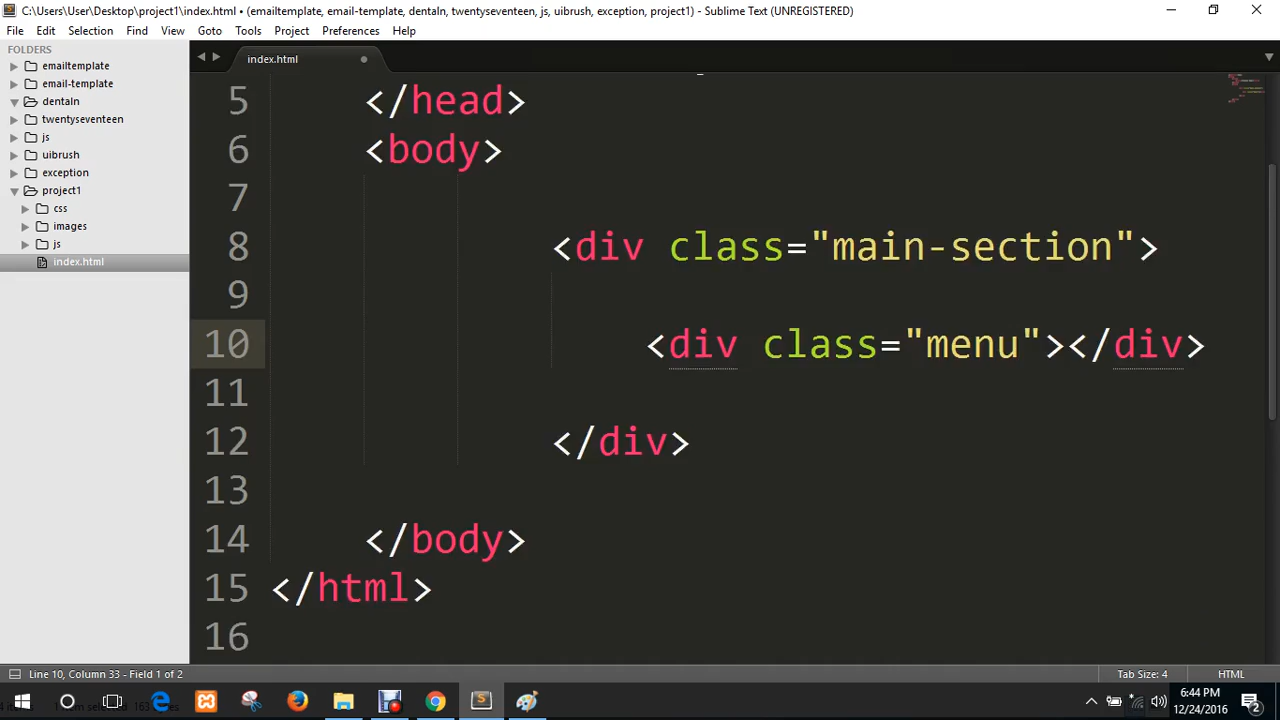 C:\Users\User\Desktop\project1\index.html • (emailtemplate, email-template, dentaln, twentyseventeen, js, uibrush, exception, project1) - Sublime Text (UNREGISTERED)
File Edit Selection Find View Goto Tools Project Preferences Help
FOLDERS
emailtemplate
email-template
dentaln
twentyseventeen
js
uibrush
exception
project1
css
images
js
index.html
index.html
5 </head>
6 <body>
7
8 <div class="main-section">
9
10 <div class="menu"></div>
11
12 </div>
13
14 </body>
15 </html>
16
Line 10, Column 33 - Field 1 of 2 Tab Size: 4 HTML
6:44 PM
12/24/2016
2